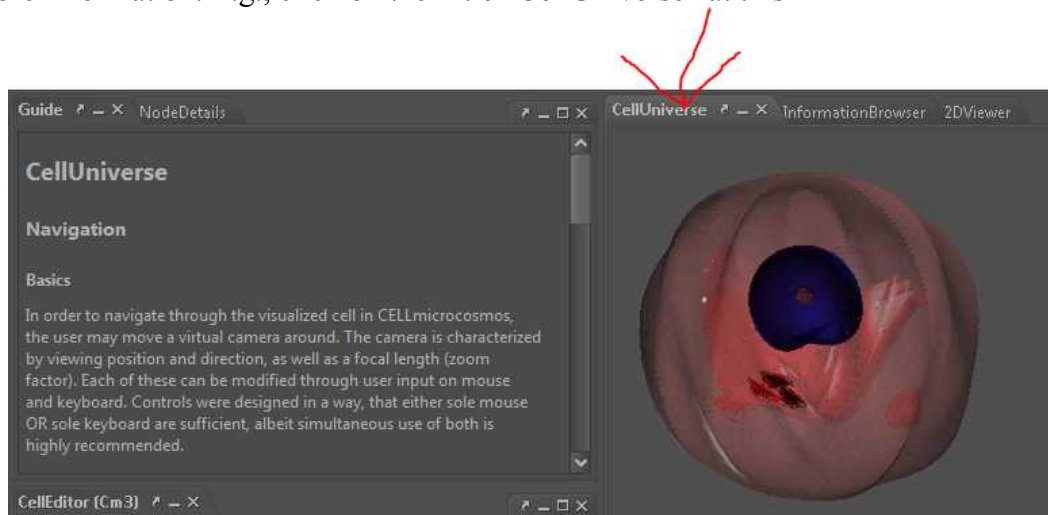 Guide
NodeDetails
CellUniverse
InformationBrowser
2DViewer
CellUniverse
Navigation
Basics
In order to navigate through the visualized cell in CELLmicrocosmos,
the user may move a virtual camera around. The camera is characterized
by viewing position and direction, as well as a focal length (zoom
factor). Each of these can be modified through user input on mouse
and keyboard. Controls were designed in a way, that either sole mouse
OR sole keyboard are sufficient, albeit simultaneous use of both is
highly recommended.
CellEditor (Cm3)